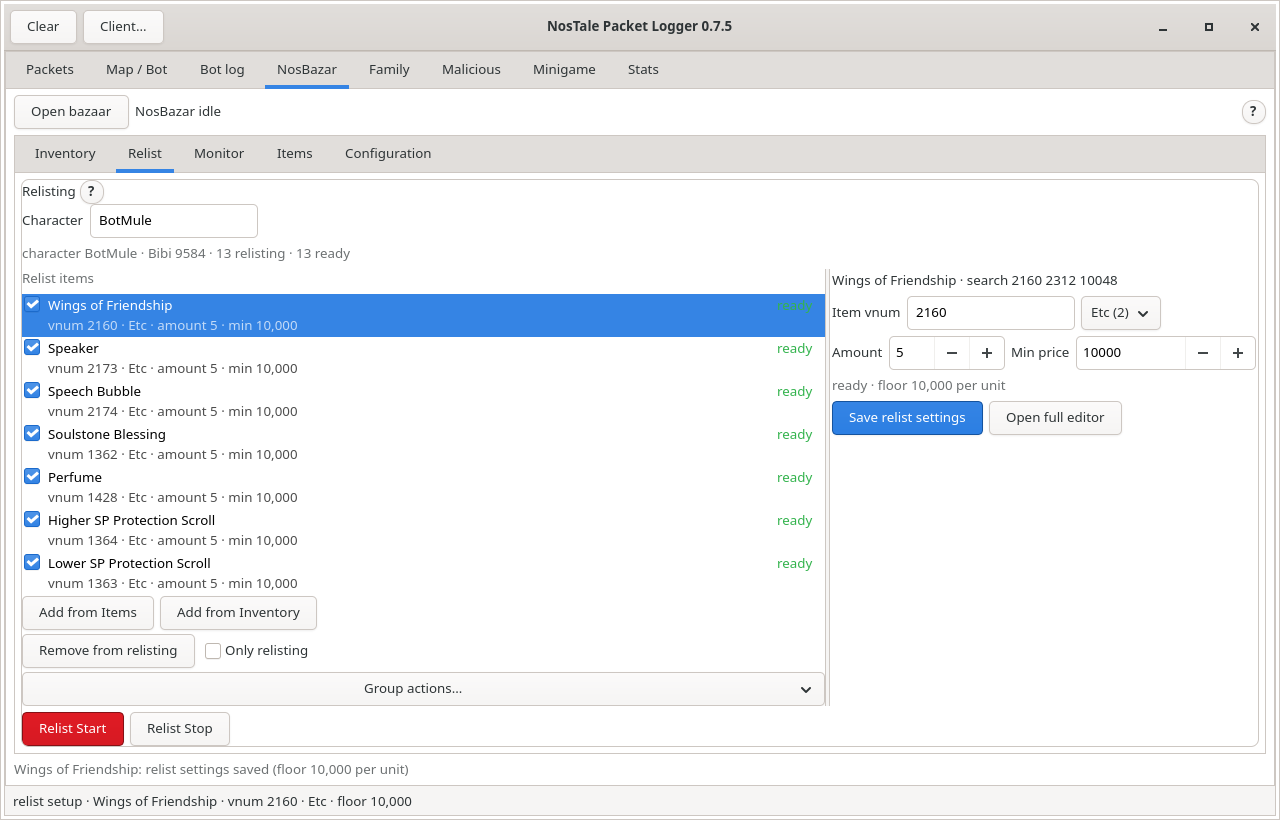 Clear Client... NosTale Packet Logger 0.7.5
Packets Map / Bot Bot log NosBazar Family Malicious Minigame Stats
Open bazaar NosBazar idle ?
Inventory Relist Monitor Items Configuration
Relisting ?
Character BotMule
character BotMule · Bibi 9584 · 13 relisting · 13 ready
Relist items
Wings of Friendship ready
vnum 2160 · Etc · amount 5 · min 10,000
Speaker ready
vnum 2173 · Etc · amount 5 · min 10,000
Speech Bubble ready
vnum 2174 · Etc · amount 5 · min 10,000
Soulstone Blessing ready
vnum 1362 · Etc · amount 5 · min 10,000
Perfume ready
vnum 1428 · Etc · amount 5 · min 10,000
Higher SP Protection Scroll ready
vnum 1364 · Etc · amount 5 · min 10,000
Lower SP Protection Scroll ready
vnum 1363 · Etc · amount 5 · min 10,000
Add from Items Add from Inventory
Remove from relisting Only relisting
Group actions...
Relist Start Relist Stop
Wings of Friendship · search 2160 2312 10048
Item vnum 2160 Etc (2)
Amount 5 Min price 10000
ready · floor 10,000 per unit
Save relist settings Open full editor
Wings of Friendship: relist settings saved (floor 10,000 per unit)
relist setup · Wings of Friendship · vnum 2160 · Etc · floor 10,000